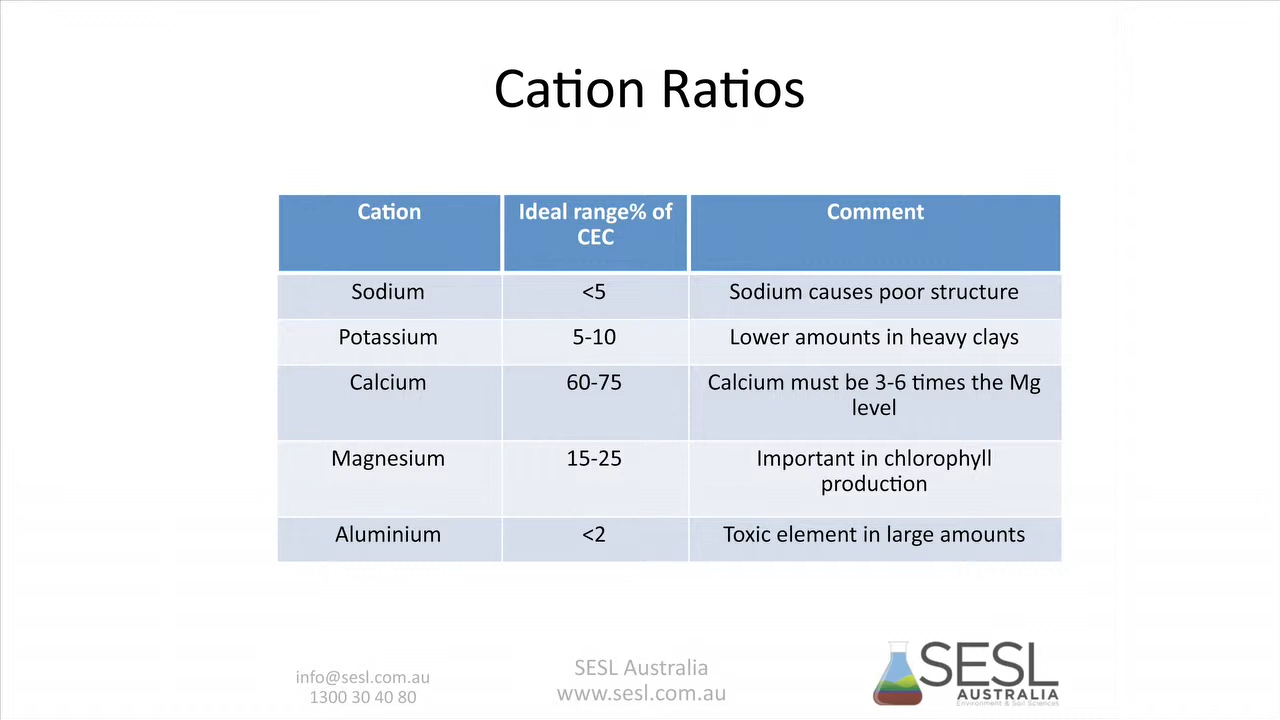 Cation Ratios
Cation
Ideal range% of
CEC
Comment
Sodium
<5
Sodium causes poor structure
Potassium
5-10
Lower amounts in heavy clays
Calcium
60-75
Calcium must be 3-6 times the Mg
level
Magnesium
15-25
Important in chlorophyll
production
Aluminium
<2
Toxic element in large amounts
info@sesl.com.au
1300 30 40 80
SESL Australia
www.sesl.com.au
SESL
AUSTRALIA
Environment & Soil Sciences